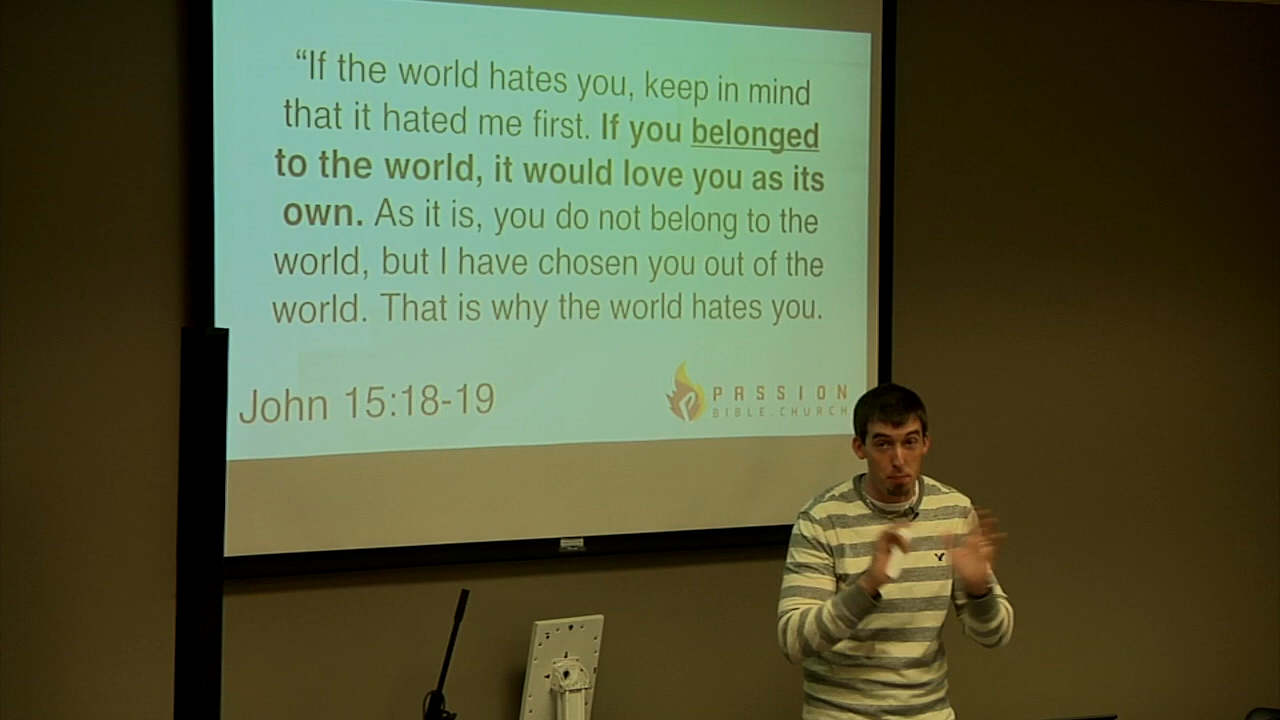 “If the world hates you, keep in mind
that it hated me first. If you belonged
to the world, it would love you as its
own. As it is, you do not belong to the
world, but I have chosen you out of the
world. That is why the world hates you.
John 15:18-19
PASSION
BIBLE.CHURCH